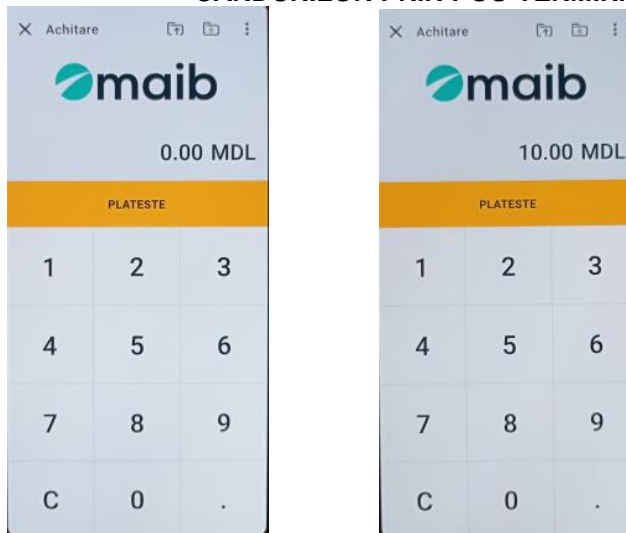 Achitare
maib
0.00 MDL
PLATESTE
1 2 3
4 5 6
7 8 9
C 0 .
Achitare
maib
10.00 MDL
PLATESTE
1 2 3
4 5 6
7 8 9
C 0 .